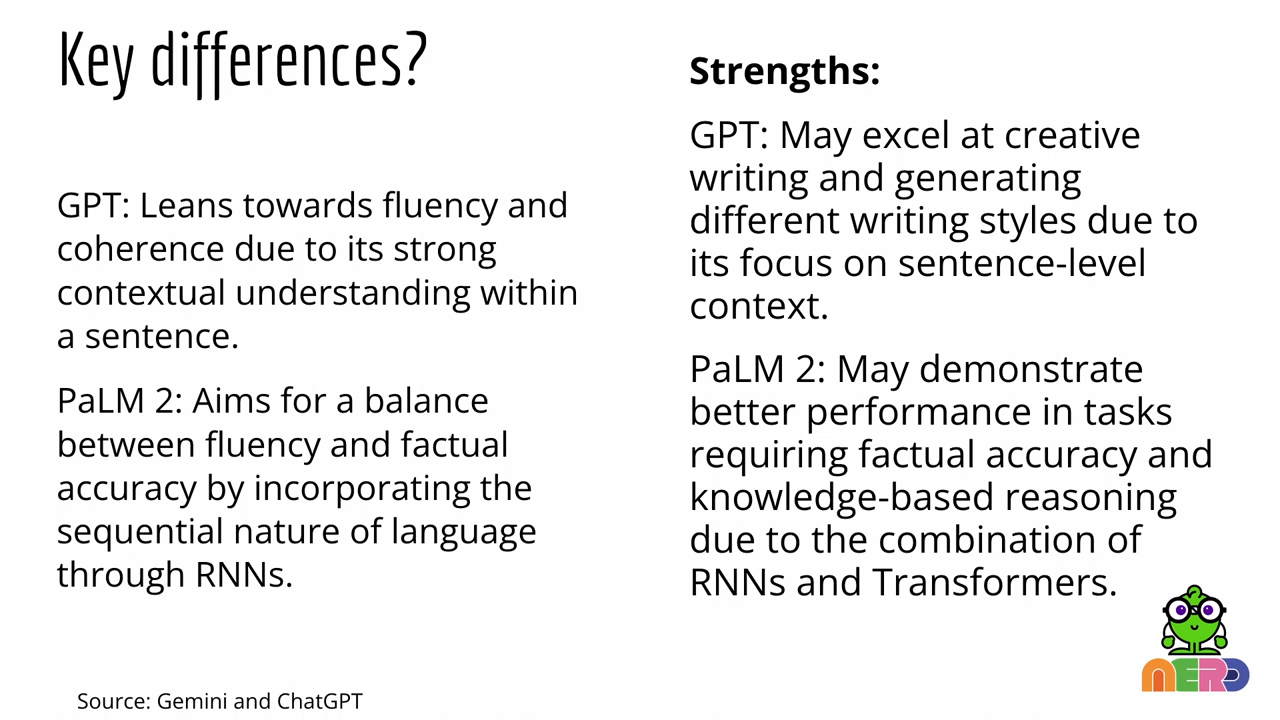 Key differences?
GPT: Leans towards fluency and
coherence due to its strong
contextual understanding within
a sentence.
PaLM 2: Aims for a balance
between fluency and factual
accuracy by incorporating the
sequential nature of language
through RNNs.
Strengths:
GPT: May excel at creative
writing and generating
different writing styles due to
its focus on sentence-level
context.
PaLM 2: May demonstrate
better performance in tasks
requiring factual accuracy and
knowledge-based reasoning
due to the combination of
RNNs and Transformers.
NERD
Source: Gemini and ChatGPT